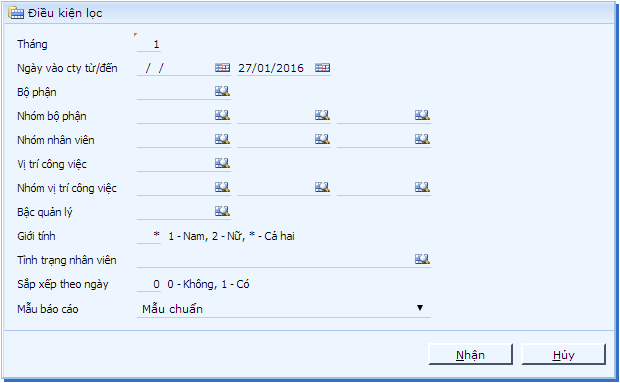 Điều kiện lọc
Tháng 1
Ngày vào cty từ/đến / / 27/01/2016
Bộ phận
Nhóm bộ phận
Nhóm nhân viên
Vị trí công việc
Nhóm vị trí công việc
Bậc quản lý
Giới tính * 1 - Nam, 2 - Nữ, * - Cả hai
Tình trạng nhân viên
Sắp xếp theo ngày 0 0 - Không, 1 - Có
Mẫu báo cáo Mẫu chuẩn
Nhận Hủy